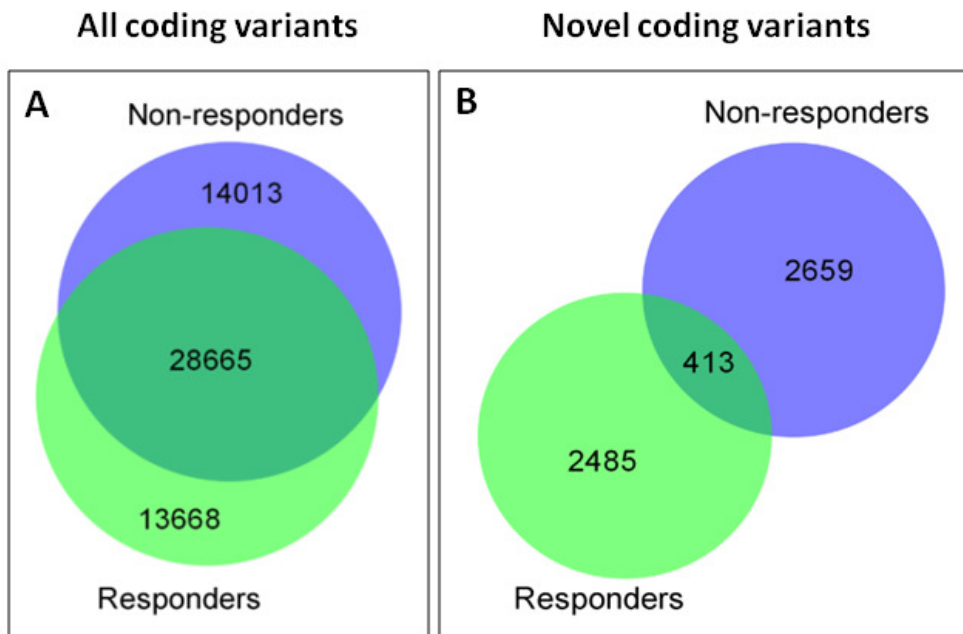 All coding variants
Novel coding variants
A
Non-responders
14013
28665
13668
Responders
B
Non-responders
2659
413
2485
Responders